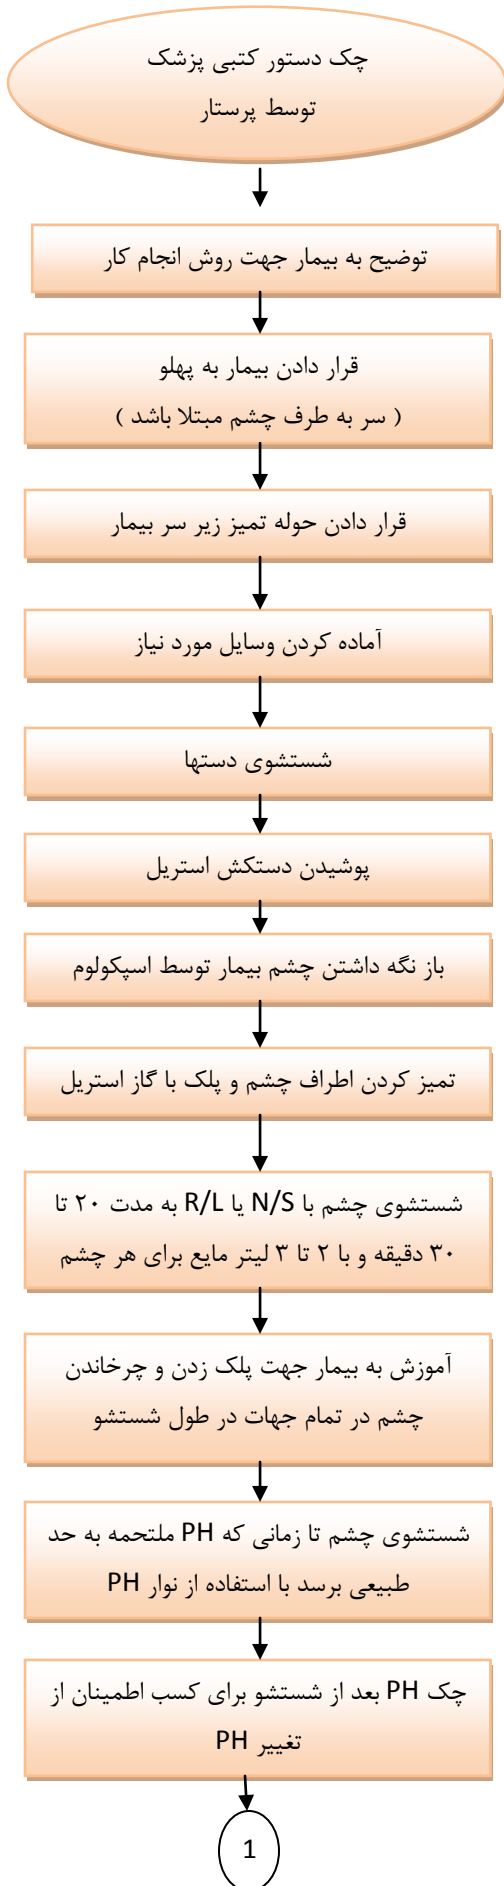 چک دستور کتبی پزشک
توسط پرستار
توضیح به بیمار جهت روش انجام کار
قرار دادن بیمار به پهلو
( سر به طرف چشم مبتلا باشد )
قرار دادن حوله تمیز زیر سر بیمار
آماده کردن وسایل مورد نیاز
شستشوی دستها
پوشیدن دستکش استریل
باز نگه داشتن چشم بیمار توسط اسپکولوم
تمیز کردن اطراف چشم و پلک با گاز استریل
شستشوی چشم با N/S یا R/L به مدت ۲۰ تا
۳۰ دقیقه و با ۲ تا ۳ لیتر مایع برای هر چشم
آموزش به بیمار جهت پلک زدن و چرخاندن
چشم در تمام جهات در طول شستشو
شستشوی چشم تا زمانی که PH ملتحمه به حد
طبیعی برسد با استفاده از نوار PH
چک PH بعد از شستشو برای کسب اطمینان از
تغییر PH
1